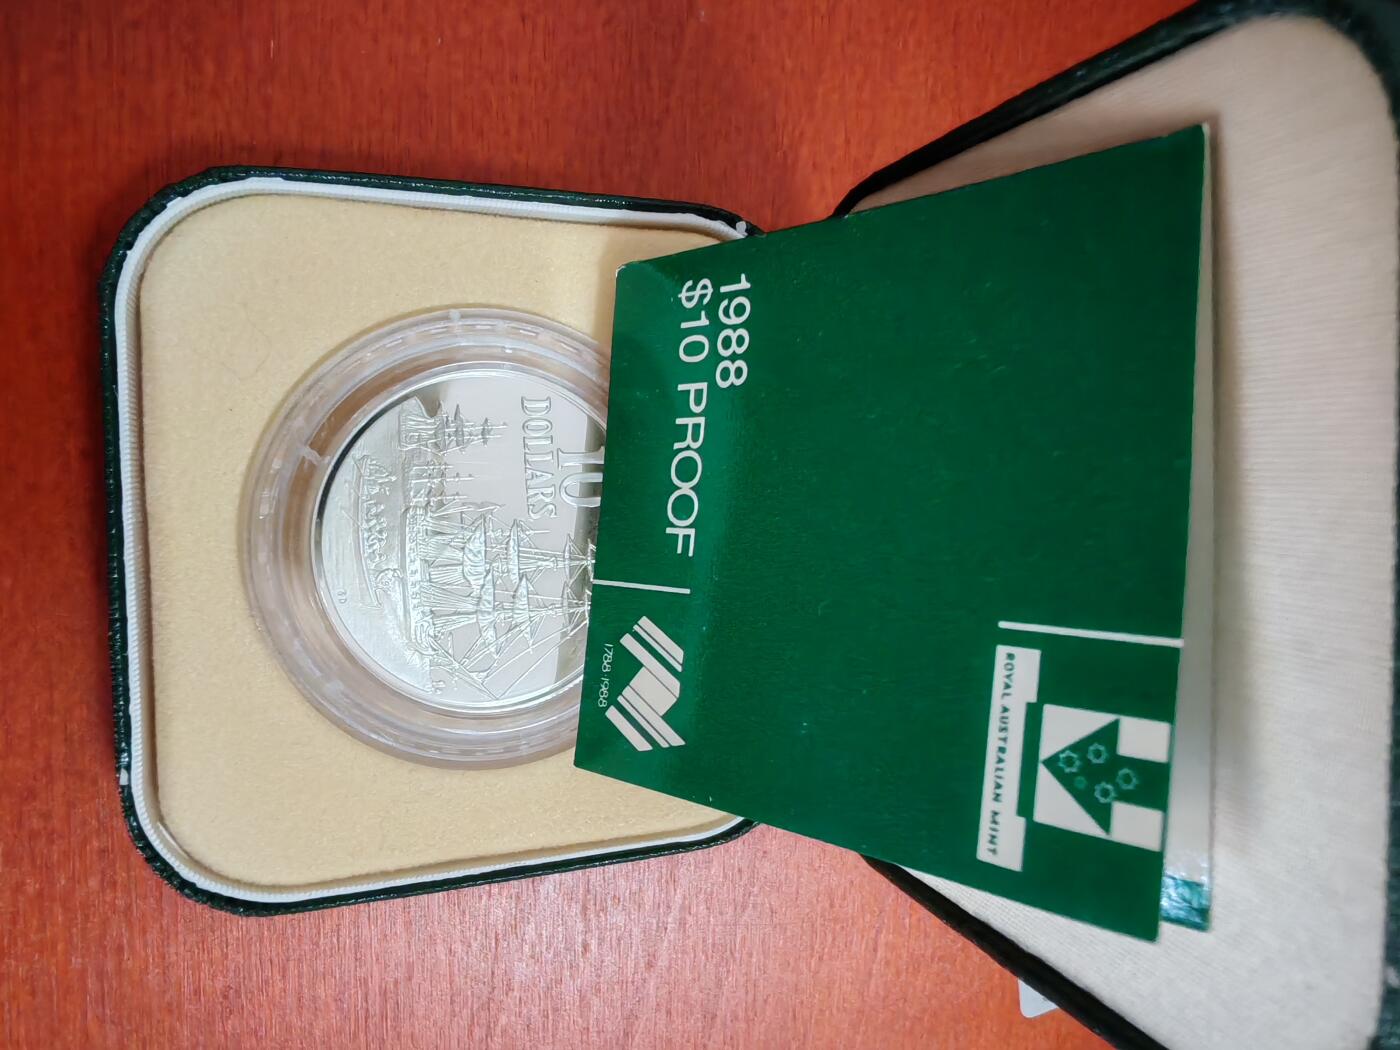 1988
$10 PROOF
1788-1988
ROYAL AUSTRALIAN MINT
10
DOLLARS